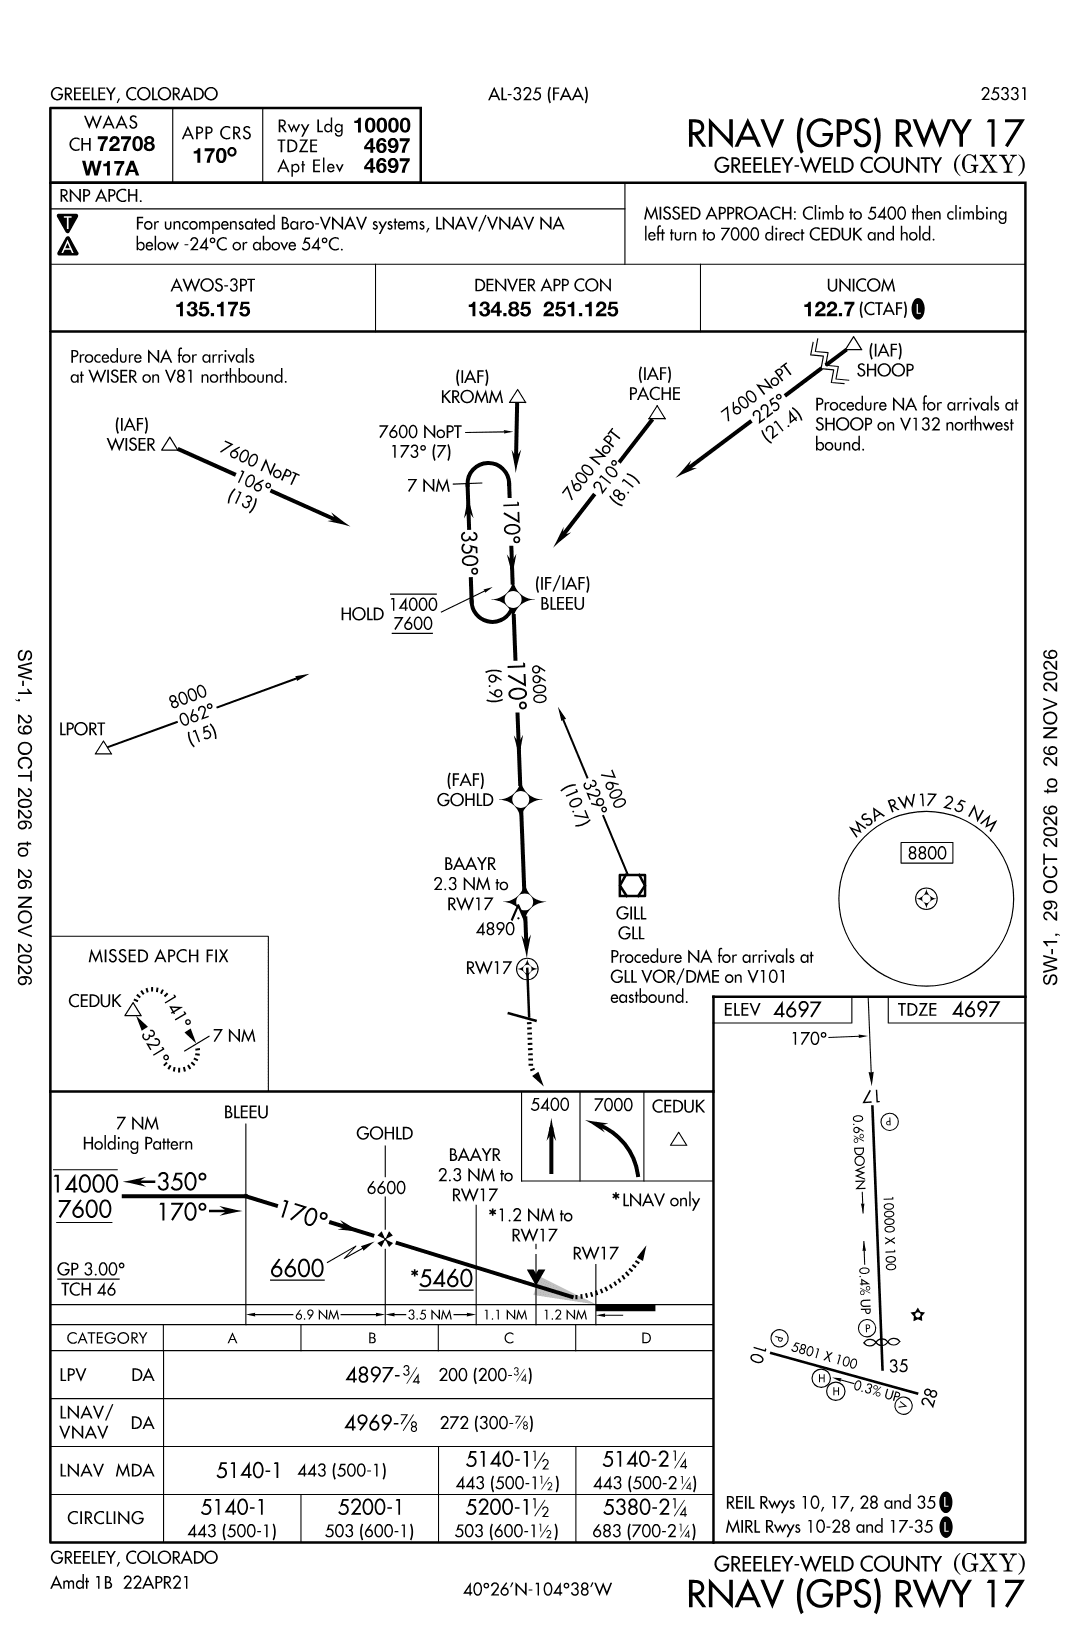 GREELEY, COLORADO
AL-325 (FAA)
25331
WAAS
CH 72708
W17A
APP CRS
170°
Rwy Ldg 10000
TDZE 4697
Apt Elev 4697
RNAV (GPS) RWY 17
GREELEY-WELD COUNTY (GXY)
RNP APCH.
T
A
For uncompensated Baro-VNAV systems, LNAV/VNAV NA
below -24°C or above 54°C.
MISSED APPROACH: Climb to 5400 then climbing
left turn to 7000 direct CEDUK and hold.
AWOS-3PT
135.175
DENVER APP CON
134.85 251.125
UNICOM
122.7 (CTAF) L
Procedure NA for arrivals
at WISER on V81 northbound.
(IAF)
WISER
7600 NoPT
106°
(13)
(IAF)
KROMM
7600 NoPT
173° (7)
7 NM
(IAF)
PACHE
7600 NoPT
210°
(8.1)
(IAF)
SHOOP
7600 NoPT
225°
(21.4)
Procedure NA for arrivals at
SHOOP on V132 northwest
bound.
170°
350°
HOLD 14000
7600
(IF/IAF)
BLEEU
6600
170°
(6.9)
LPORT
8000
062°
(15)
(FAF)
GOHLD
7600
329°
(10.7)
BAAYR
2.3 NM to
RW17
4890
RW17
GILL
GLL
Procedure NA for arrivals at
GLL VOR/DME on V101
eastbound.
MSA RW17 25 NM
8800
MISSED APCH FIX
CEDUK
141°
321°
7 NM
SW-1, 29 OCT 2026 to 26 NOV 2026
SW-1, 29 OCT 2026 to 26 NOV 2026
ELEV 4697
TDZE 4697
170°
17
P
0.6% DOWN
10000 X 100
0.4% UP
P
35
P
10
5801 X 100
H
H
0.3% UP
V
28
REIL Rwys 10, 17, 28 and 35 L
MIRL Rwys 10-28 and 17-35 L
7 NM
Holding Pattern
BLEEU
GOHLD
BAAYR
2.3 NM to
RW17
5400
7000
CEDUK
*LNAV only
14000
7600
350°
170°
170°
6600
6600
*5460
*1.2 NM to
RW17
RW17
GP 3.00°
TCH 46
6.9 NM
3.5 NM
1.1 NM
1.2 NM
CATEGORY A B C D
LPV DA 4897-¾ 200 (200-¾)
LNAV/
VNAV DA 4969-⅞ 272 (300-⅞)
LNAV MDA 5140-1 443 (500-1)
5140-1½
443 (500-1½)
5140-2¼
443 (500-2¼)
CIRCLING
5140-1
443 (500-1)
5200-1
503 (600-1)
5200-1½
503 (600-1½)
5380-2¼
683 (700-2¼)
GREELEY, COLORADO
Amdt 1B 22APR21
40°26'N-104°38'W
GREELEY-WELD COUNTY (GXY)
RNAV (GPS) RWY 17